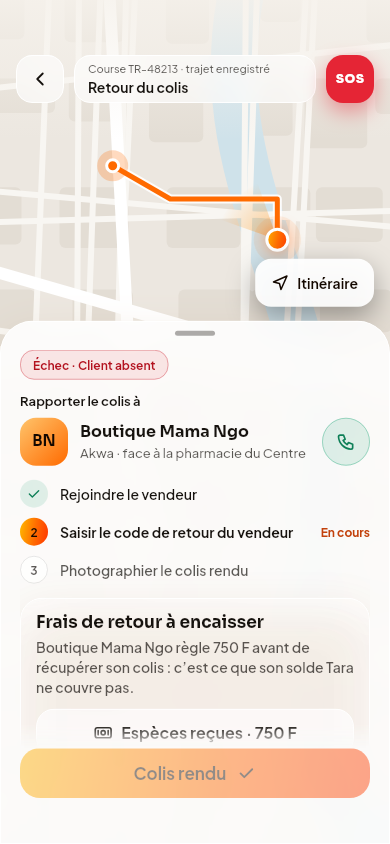 Course TR-48213 · trajet enregistré
Retour du colis
SOS
Itinéraire
Échec · Client absent
Rapporter le colis à
BN
Boutique Mama Ngo
Akwa · face à la pharmacie du Centre
Rejoindre le vendeur
2
Saisir le code de retour du vendeur
En cours
3
Photographier le colis rendu
Frais de retour à encaisser
Boutique Mama Ngo règle 750 F avant de
récupérer son colis : c’est ce que son solde Tara
ne couvre pas.
Espèces reçues · 750 F
Colis rendu